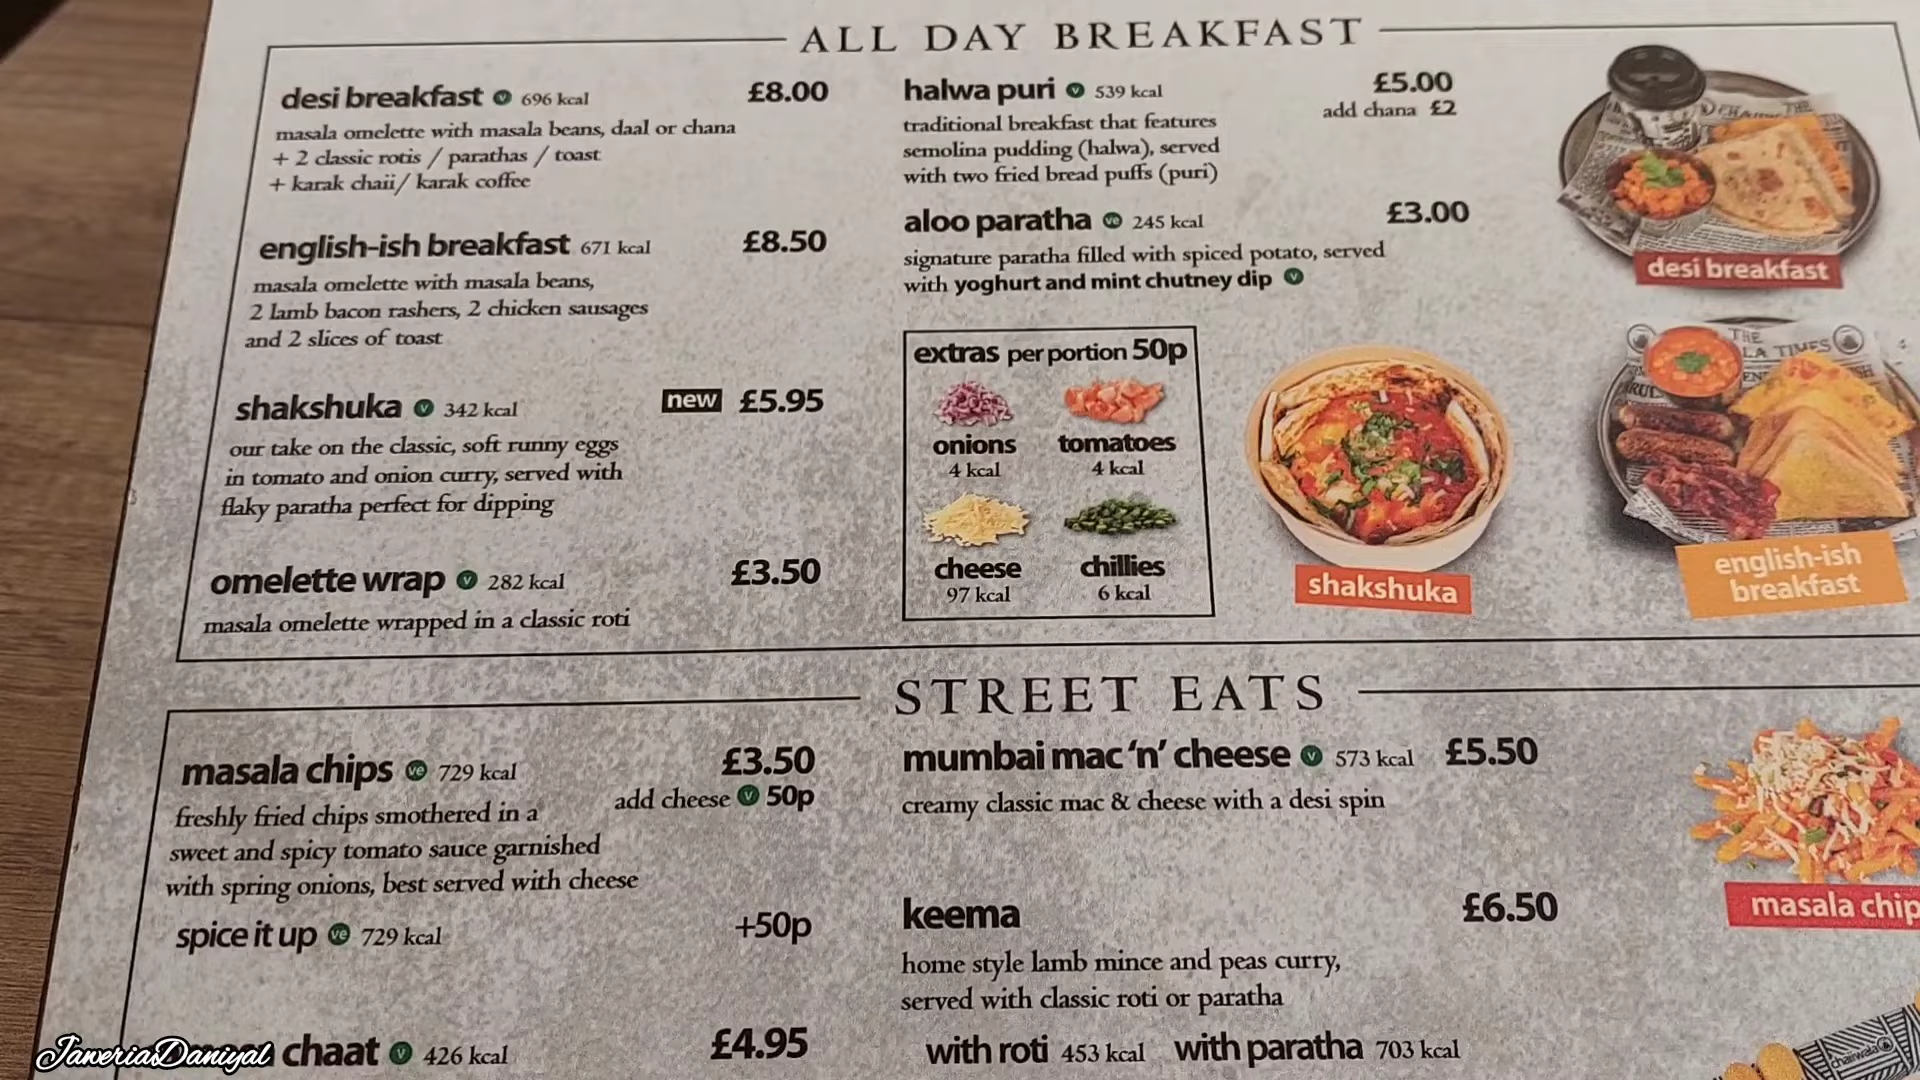 ALL DAY BREAKFAST
desi breakfast v 696 kcal £8.00
masala omelette with masala beans, daal or chana
+ 2 classic rotis / parathas / toast
+ karak chaii/ karak coffee
english-ish breakfast 671 kcal £8.50
masala omelette with masala beans,
2 lamb bacon rashers, 2 chicken sausages
and 2 slices of toast
shakshuka v 342 kcal new £5.95
our take on the classic, soft runny eggs
in tomato and onion curry, served with
flaky paratha perfect for dipping
omelette wrap v 282 kcal £3.50
masala omelette wrapped in a classic roti
halwa puri v 539 kcal £5.00
add chana £2
traditional breakfast that features
semolina pudding (halwa), served
with two fried bread puffs (puri)
aloo paratha ve 245 kcal £3.00
signature paratha filled with spiced potato, served
with yoghurt and mint chutney dip v
extras per portion 50p
onions tomatoes
4 kcal 4 kcal
cheese chillies
97 kcal 6 kcal
desi breakfast
THE
LA TIMES
shakshuka
english-ish
breakfast
STREET EATS
masala chips ve 729 kcal £3.50
add cheese v 50p
freshly fried chips smothered in a
sweet and spicy tomato sauce garnished
with spring onions, best served with cheese
spice it up ve 729 kcal +50p
chaat v 426 kcal £4.95
mumbai mac 'n' cheese v 573 kcal £5.50
creamy classic mac & cheese with a desi spin
keema £6.50
home style lamb mince and peas curry,
served with classic roti or paratha
with roti 453 kcal with paratha 703 kcal
masala chip
chaiiwala
JaweriaDaniyal